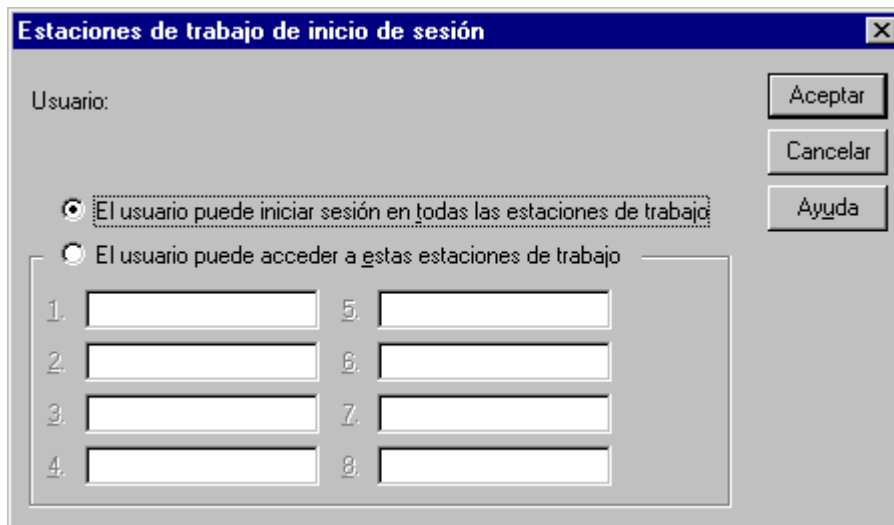 Estaciones de trabajo de inicio de sesión
Usuario:
Aceptar
Cancelar
Ayuda
El usuario puede iniciar sesión en todas las estaciones de trabajo
El usuario puede acceder a estas estaciones de trabajo
1. 5.
2. 6.
3. 7.
4. 8.